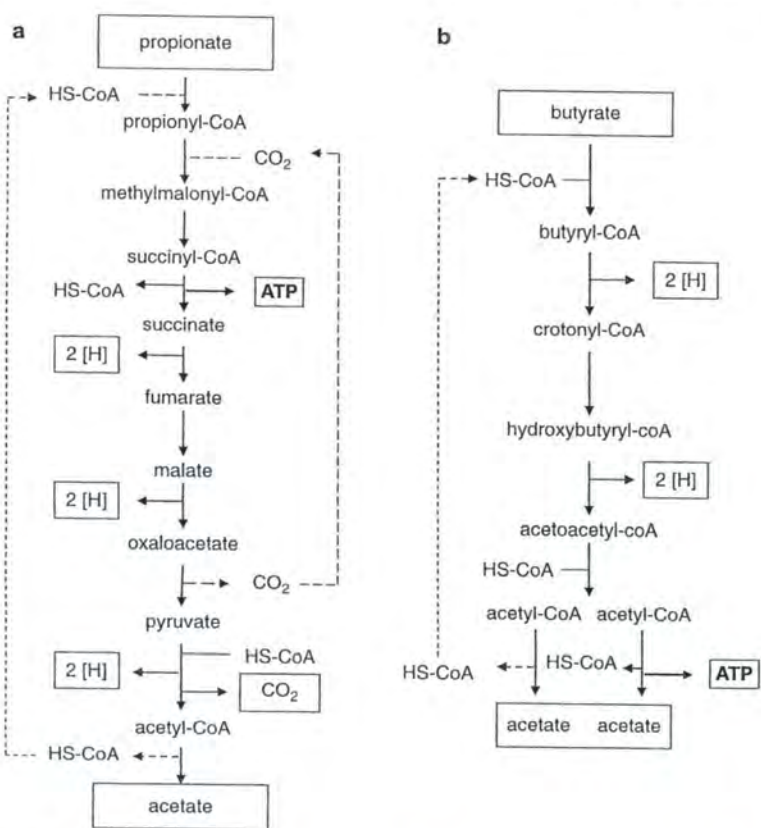 a
propionate
HS-CoA
propionyl-CoA
CO₂
methylmalonyl-CoA
succinyl-CoA
HS-CoA
ATP
succinate
2 [H]
fumarate
malate
2 [H]
oxaloacetate
CO₂
pyruvate
HS-CoA
2 [H]
CO₂
acetyl-CoA
HS-CoA
acetate
b
butyrate
HS-CoA
butyryl-CoA
2 [H]
crotonyl-CoA
hydroxybutyryl-coA
2 [H]
acetoacetyl-coA
HS-CoA
acetyl-CoA acetyl-CoA
HS-CoA HS-CoA ATP
acetate acetate